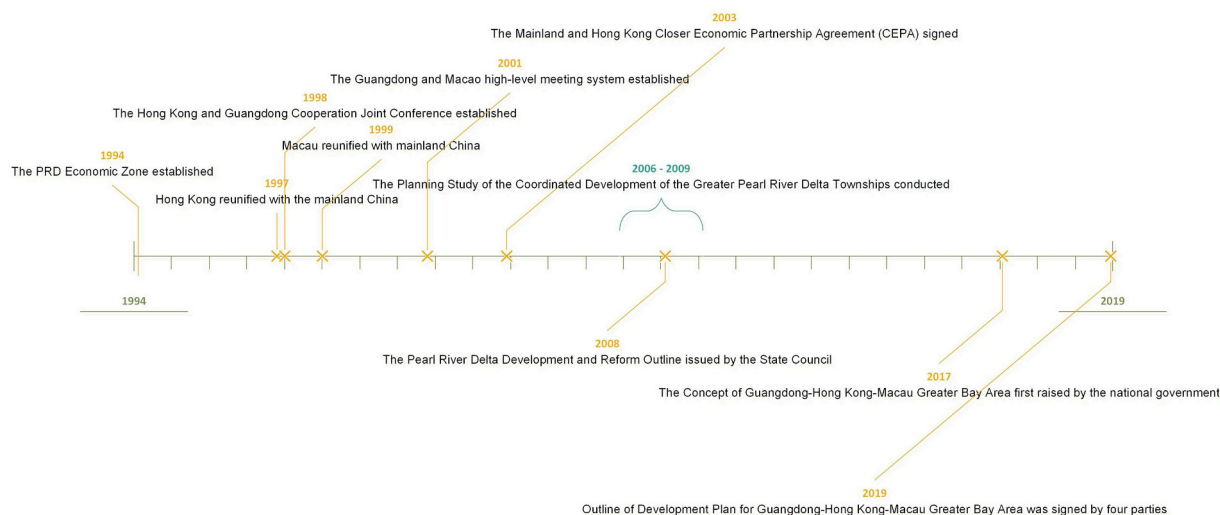 2003
The Mainland and Hong Kong Closer Economic Partnership Agreement (CEPA) signed
2001
The Guangdong and Macao high-level meeting system established
1998
The Hong Kong and Guangdong Cooperation Joint Conference established
1999
Macau reunified with mainland China
1994
The PRD Economic Zone established
2006 - 2009
The Planning Study of the Coordinated Development of the Greater Pearl River Delta Townships conducted
1997
Hong Kong reunified with the mainland China
1994
2019
2008
The Pearl River Delta Development and Reform Outline issued by the State Council
2017
The Concept of Guangdong-Hong Kong-Macau Greater Bay Area first raised by the national government
2019
Outline of Development Plan for Guangdong-Hong Kong-Macau Greater Bay Area was signed by four parties